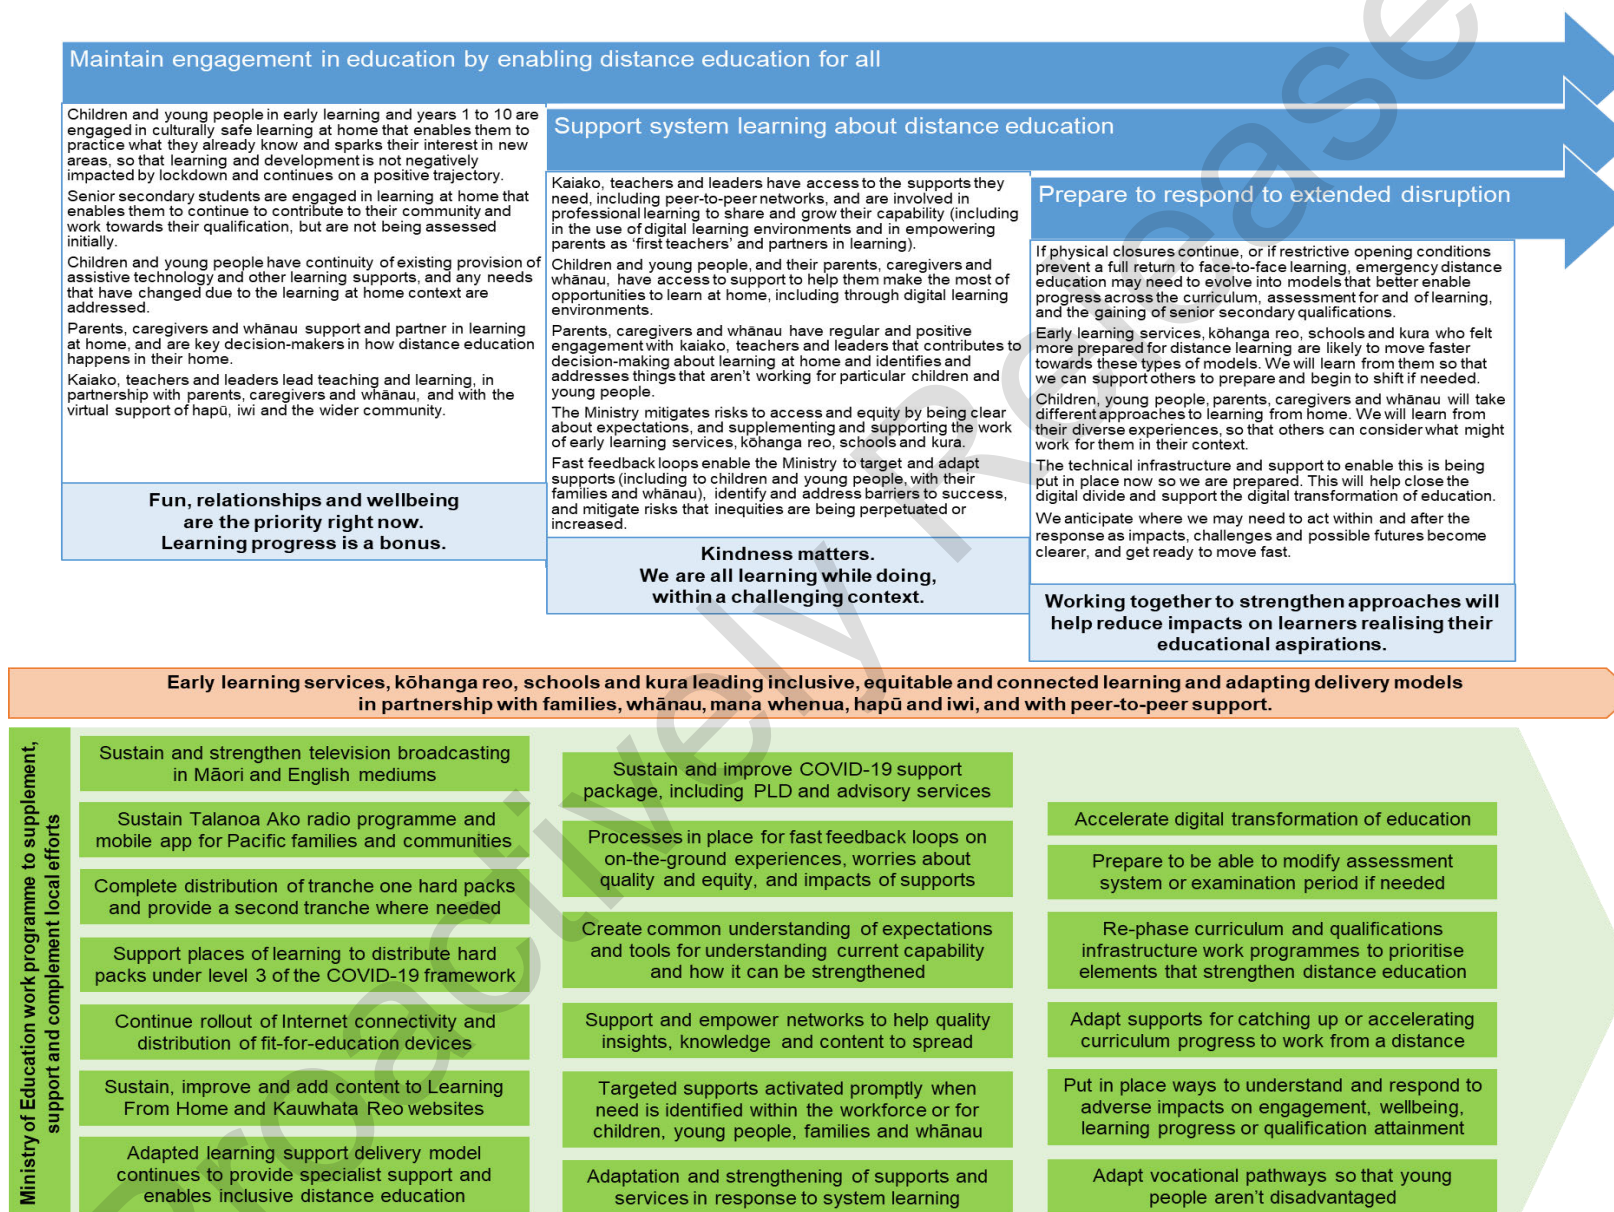 Maintain engagement in education by enabling distance education for all
Children and young people in early learning and years 1 to 10 are
engaged in culturally safe learning at home that enables them to
practice what they already know and sparks their interest in new
areas, so that learning and development is not negatively
impacted by lockdown and continues on a positive trajectory.
Senior secondary students are engaged in learning at home that
enables them to continue to contribute to their community and
work towards their qualification, but are not being assessed
initially.
Children and young people have continuity of existing provision of
assistive technology and other learning supports, and any needs
that have changed due to the learning at home context are
addressed.
Parents, caregivers and whānau support and partner in learning
at home, and are key decision-makers in how distance education
happens in their home.
Kaiako, teachers and leaders lead teaching and learning, in
partnership with parents, caregivers and whānau, and with the
virtual support of hapū, iwi and the wider community.
Fun, relationships and wellbeing
are the priority right now.
Learning progress is a bonus.
Support system learning about distance education
Kaiako, teachers and leaders have access to the supports they
need, including peer-to-peer networks, and are involved in
professional learning to share and grow their capability (including
in the use of digital learning environments and in empowering
parents as ‘first teachers’ and partners in learning).
Children and young people, and their parents, caregivers and
whānau, have access to support to help them make the most of
opportunities to learn at home, including through digital learning
environments.
Parents, caregivers and whānau have regular and positive
engagement with kaiako, teachers and leaders that contributes to
decision-making about learning at home and identifies and
addresses things that aren’t working for particular children and
young people.
The Ministry mitigates risks to access and equity by being clear
about expectations, and supplementing and supporting the work
of early learning services, kōhanga reo, schools and kura.
Fast feedback loops enable the Ministry to target and adapt
supports (including to children and young people, with their
families and whānau), identify and address barriers to success,
and mitigate risks that inequities are being perpetuated or
increased.
Kindness matters.
We are all learning while doing,
within a challenging context.
Prepare to respond to extended disruption
If physical closures continue, or if restrictive opening conditions
prevent a full return to face-to-face learning, emergency distance
education may need to evolve into models that better enable
progress across the curriculum, assessment for and of learning,
and the gaining of senior secondary qualifications.
Early learning services, kōhanga reo, schools and kura who felt
more prepared for distance learning are likely to move faster
towards these types of models. We will learn from them so that
we can support others to prepare and begin to shift if needed.
Children, young people, parents, caregivers and whānau will take
different approaches to learning from home. We will learn from
their diverse experiences, so that others can consider what might
work for them in their context.
The technical infrastructure and support to enable this is being
put in place now so we are prepared. This will help close the
digital divide and support the digital transformation of education.
We anticipate where we may need to act within and after the
response as impacts, challenges and possible futures become
clearer, and get ready to move fast.
Working together to strengthen approaches will
help reduce impacts on learners realising their
educational aspirations.
Early learning services, kōhanga reo, schools and kura leading inclusive, equitable and connected learning and adapting delivery models
in partnership with families, whānau, mana whenua, hapū and iwi, and with peer-to-peer support.
Ministry of Education work programme to supplement,
support and complement local efforts
Sustain and strengthen television broadcasting
in Māori and English mediums
Sustain Talanoa Ako radio programme and
mobile app for Pacific families and communities
Complete distribution of tranche one hard packs
and provide a second tranche where needed
Support places of learning to distribute hard
packs under level 3 of the COVID-19 framework
Continue rollout of Internet connectivity and
distribution of fit-for-education devices
Sustain, improve and add content to Learning
From Home and Kauwhata Reo websites
Adapted learning support delivery model
continues to provide specialist support and
enables inclusive distance education
Sustain and improve COVID-19 support
package, including PLD and advisory services
Processes in place for fast feedback loops on
on-the-ground experiences, worries about
quality and equity, and impacts of supports
Create common understanding of expectations
and tools for understanding current capability
and how it can be strengthened
Support and empower networks to help quality
insights, knowledge and content to spread
Targeted supports activated promptly when
need is identified within the workforce or for
children, young people, families and whānau
Adaptation and strengthening of supports and
services in response to system learning
Accelerate digital transformation of education
Prepare to be able to modify assessment
system or examination period if needed
Re-phase curriculum and qualifications
infrastructure work programmes to prioritise
elements that strengthen distance education
Adapt supports for catching up or accelerating
curriculum progress to work from a distance
Put in place ways to understand and respond to
adverse impacts on engagement, wellbeing,
learning progress or qualification attainment
Adapt vocational pathways so that young
people aren’t disadvantaged
Proactively Release